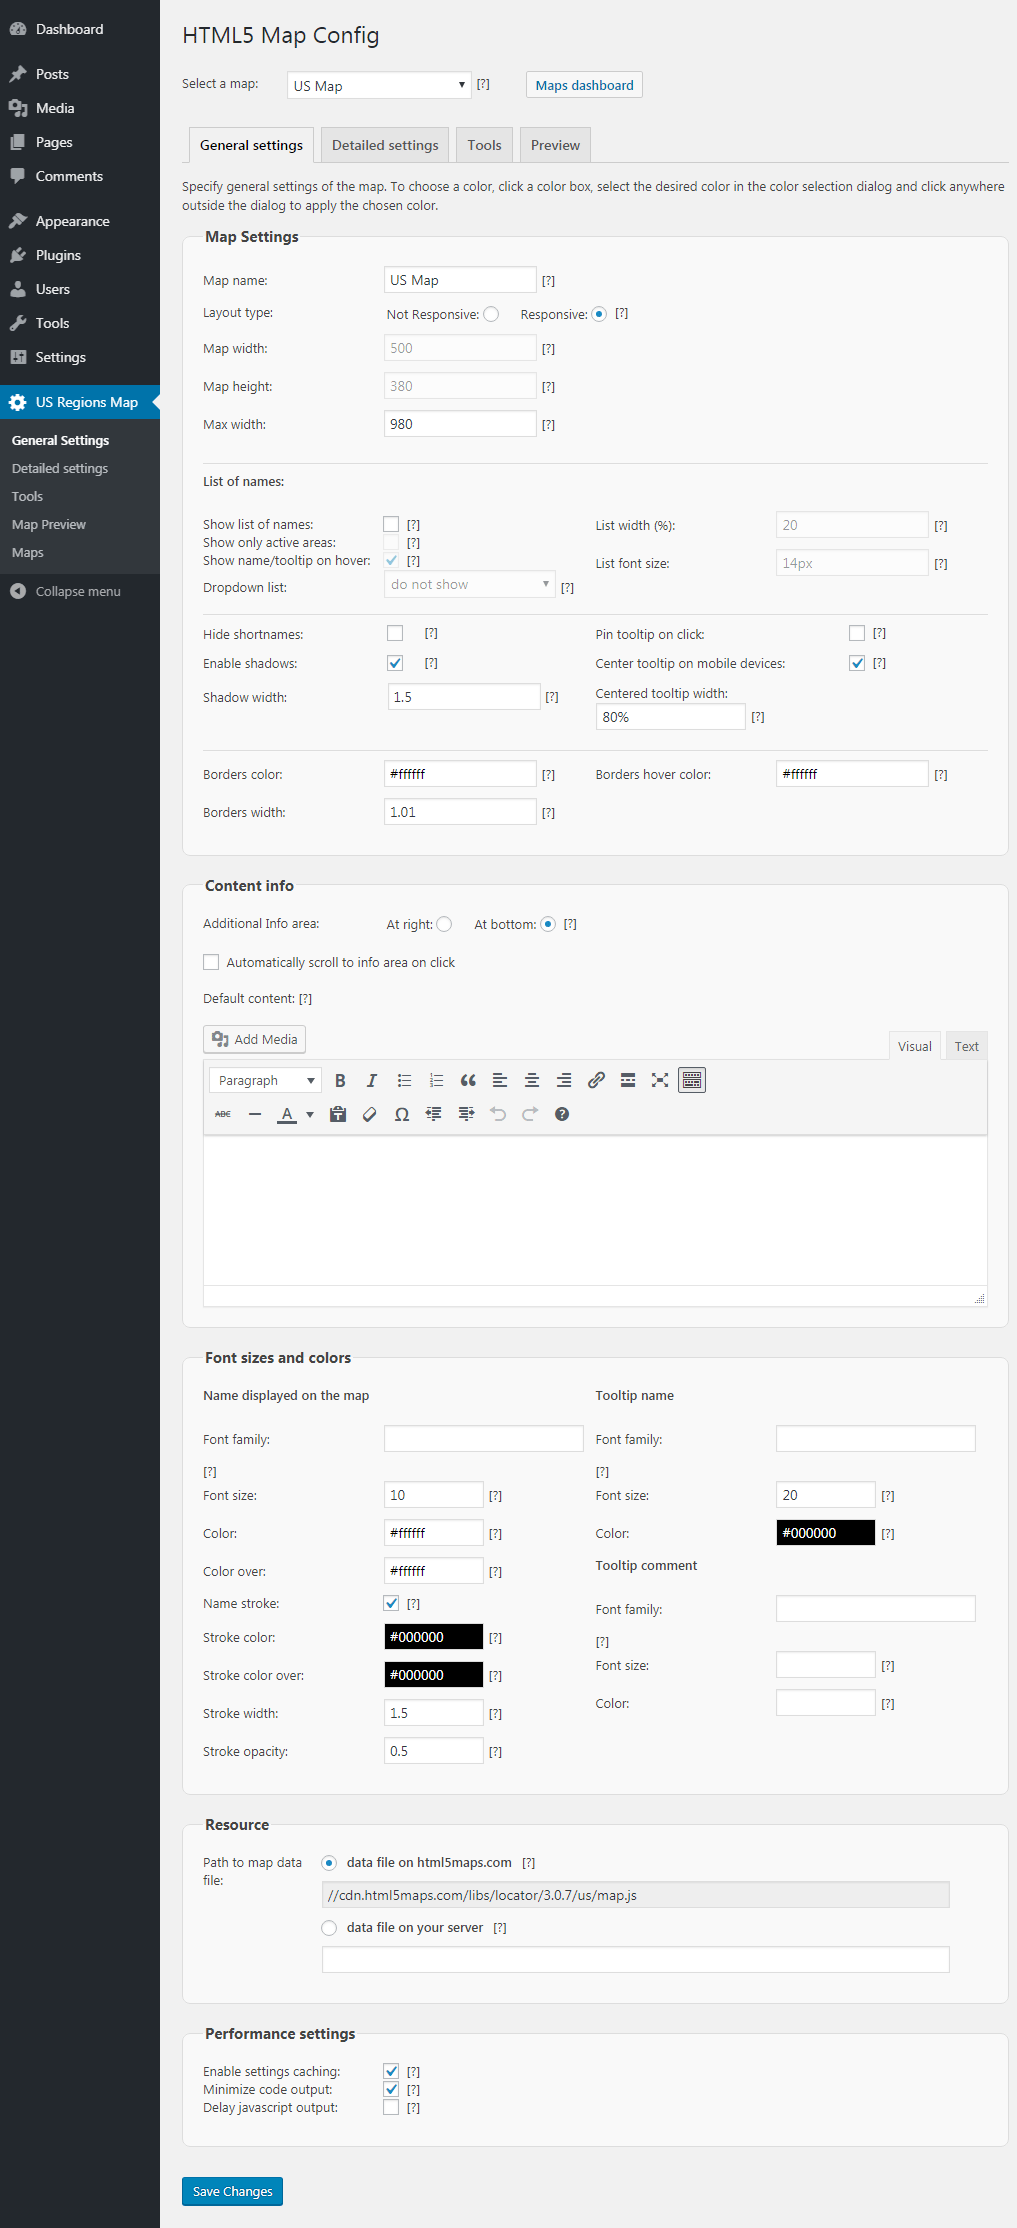 Dashboard
Posts
Media
Pages
Comments
Appearance
Plugins
Users
Tools
Settings
US Regions Map
General Settings
Detailed settings
Tools
Map Preview
Maps
Collapse menu
HTML5 Map Config
Select a map: US Map [?] Maps dashboard
General settings Detailed settings Tools Preview
Specify general settings of the map. To choose a color, click a color box, select the desired color in the color selection dialog and click anywhere
outside the dialog to apply the chosen color.
Map Settings
Map name: US Map [?]
Layout type: Not Responsive: Responsive: [?]
Map width: 500 [?]
Map height: 380 [?]
Max width: 980 [?]
List of names:
Show list of names: [?] List width (%): 20 [?]
Show only active areas: [?]
Show name/tooltip on hover: [?] List font size: 14px [?]
Dropdown list: do not show [?]
Hide shortnames: [?] Pin tooltip on click: [?]
Enable shadows: [?] Center tooltip on mobile devices: [?]
Shadow width: 1.5 [?] Centered tooltip width:
80% [?]
Borders color: #ffffff [?] Borders hover color: #ffffff [?]
Borders width: 1.01 [?]
Content info
Additional Info area: At right: At bottom: [?]
Automatically scroll to info area on click
Default content: [?]
Add Media Visual Text
Paragraph B I
ABC A Ω
Font sizes and colors
Name displayed on the map Tooltip name
Font family: Font family:
[?] [?]
Font size: 10 [?] Font size: 20 [?]
Color: #ffffff [?] Color: #000000 [?]
Color over: #ffffff [?] Tooltip comment
Name stroke: [?] Font family:
Stroke color: #000000 [?] [?]
Stroke color over: #000000 [?] Font size: [?]
Stroke width: 1.5 [?] Color: [?]
Stroke opacity: 0.5 [?]
Resource
Path to map data data file on html5maps.com [?]
file:
//cdn.html5maps.com/libs/locator/3.0.7/us/map.js
data file on your server [?]
Performance settings
Enable settings caching: [?]
Minimize code output: [?]
Delay javascript output: [?]
Save Changes